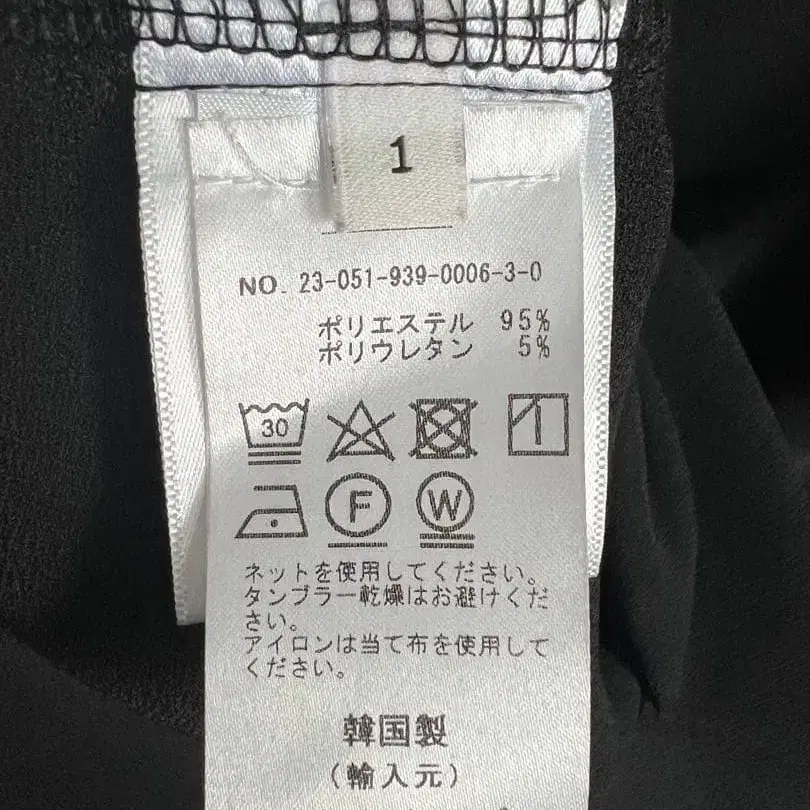 1
NO. 23-051-939-0006-3-0
ポリエステル 95%
ポリウレタン 5%
30
F W
ネットを使用してください。
タンブラー乾燥はお避けくだ
さい。
アイロンは当て布を使用して
ください。
韓国製
(輸入元)